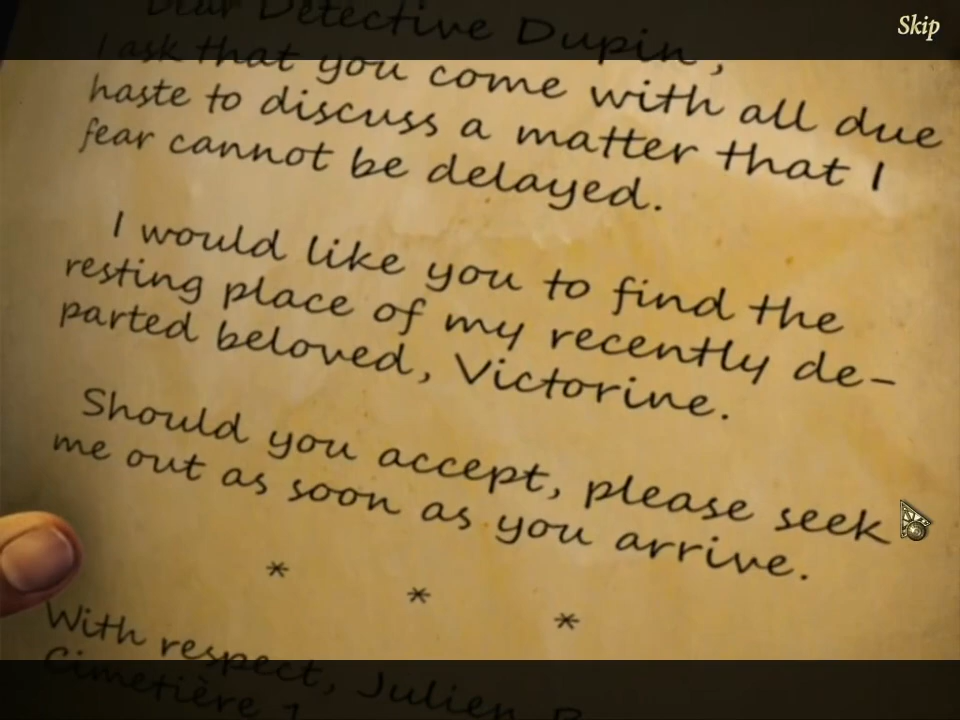 Skip
Dear Detective Dupin,
I ask that you come with all due
haste to discuss a matter that I
fear cannot be delayed.
I would like you to find the
resting place of my recently de-
parted beloved, Victorine.
Should you accept, please seek
me out as soon as you arrive.
* * *
With respect, Julien
Cimetière